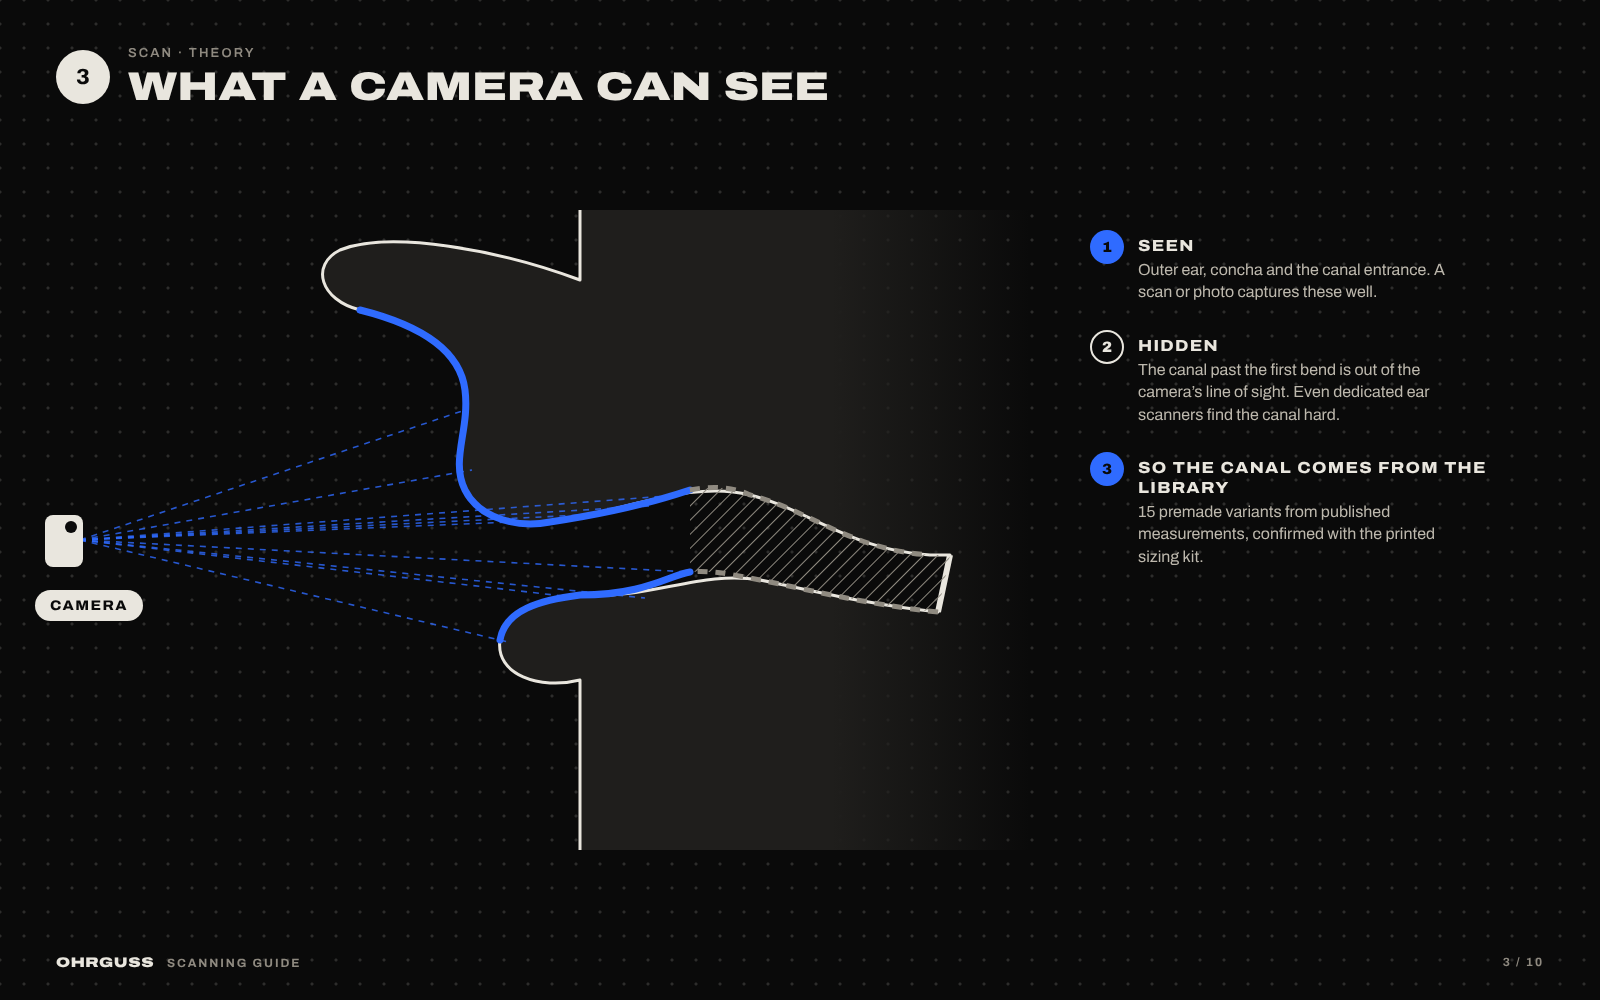 3
SCAN · THEORY
WHAT A CAMERA CAN SEE
CAMERA
1
SEEN
Outer ear, concha and the canal entrance. A
scan or photo captures these well.
2
HIDDEN
The canal past the first bend is out of the
camera’s line of sight. Even dedicated ear
scanners find the canal hard.
3
SO THE CANAL COMES FROM THE
LIBRARY
15 premade variants from published
measurements, confirmed with the printed
sizing kit.
OHRGUSS SCANNING GUIDE
3 / 10